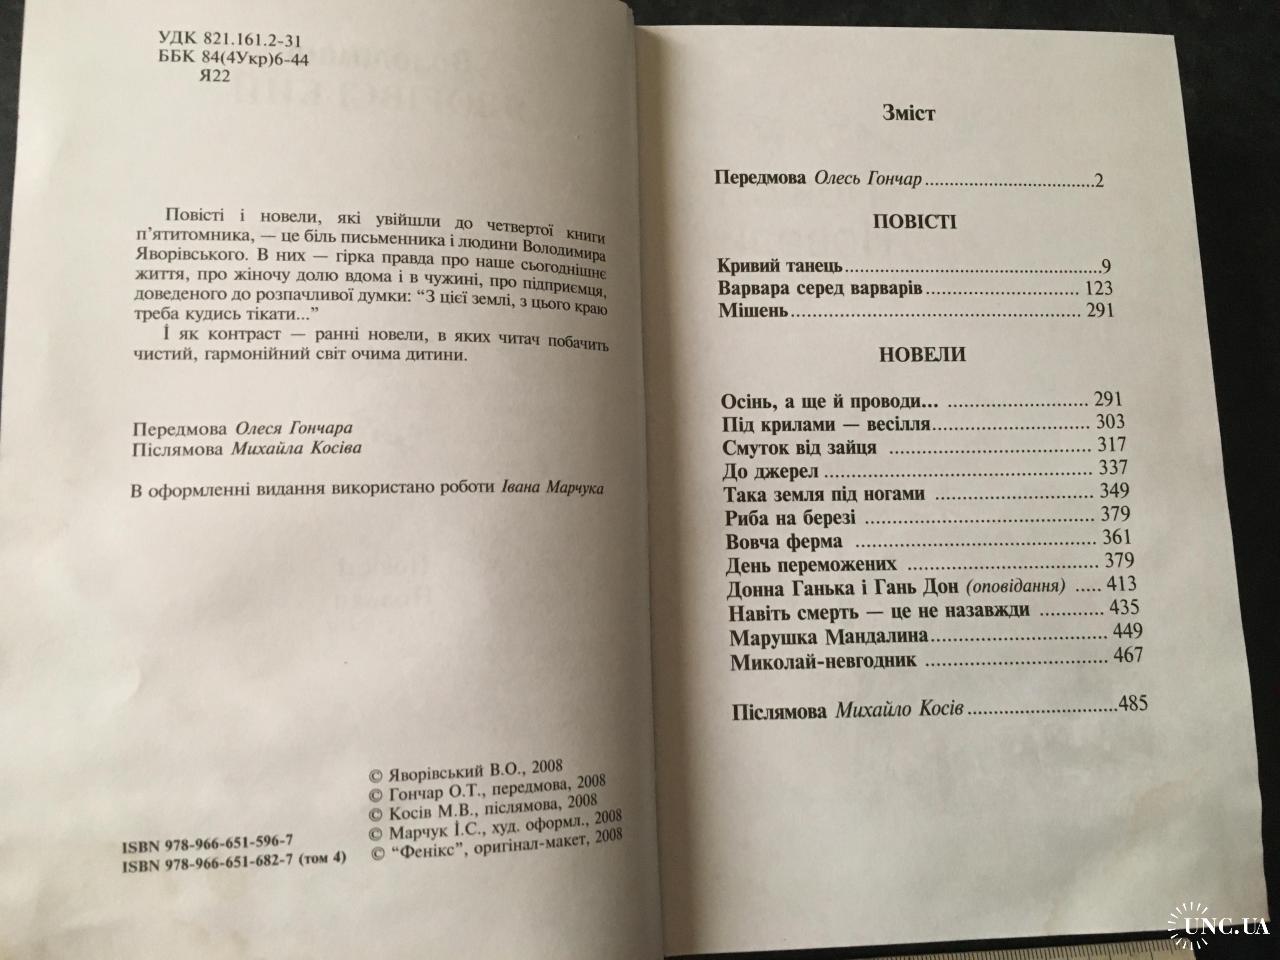 УДК 821.161.2-31
ББК 84(4Укр)6-44
Я22
Повісті і новели, які увійшли до четвертої книги
п’ятитомника, — це біль письменника і людини Володимира
Яворівського. В них — гірка правда про наше сьогоднішнє
життя, про жіночу долю вдома і в чужині, про підприємця,
доведеного до розпачливої думки: “З цієї землі, з цього краю
треба кудись тікати...”
І як контраст — ранні новели, в яких читач побачить
чистий, гармонійний світ очима дитини.
Передмова Олеся Гончара
Післямова Михайла Косіва
В оформленні видання використано роботи Івана Марчука
© Яворівський В.О., 2008
© Гончар О.Т., передмова, 2008
© Косів М.В., післямова, 2008
© Марчук І.С., худ. оформл., 2008
© “Фенікс”, оригінал-макет, 2008
ISBN 978-966-651-596-7
ISBN 978-966-651-682-7 (том 4)
Зміст
Передмова Олесь Гончар..............................2
ПОВІСТІ
Кривий танець..............................9
Варвара серед варварів.............................. 123
Мішень.............................. 291
НОВЕЛИ
Осінь, а ще й проводи... .............................. 291
Під крилами — весілля.............................. 303
Смуток від зайця .............................. 317
До джерел .............................. 337
Така земля під ногами .............................. 349
Риба на березі .............................. 379
Вовча ферма .............................. 361
День переможених .............................. 379
Донна Ганька і Гань Дон (оповідання) ..... 413
Навіть смерть — це не назавжди ............ 435
Марушка Мандалина.............................. 449
Миколай-невгодник .............................. 467
Післямова Михайло Косів..............................485
UNC.UA